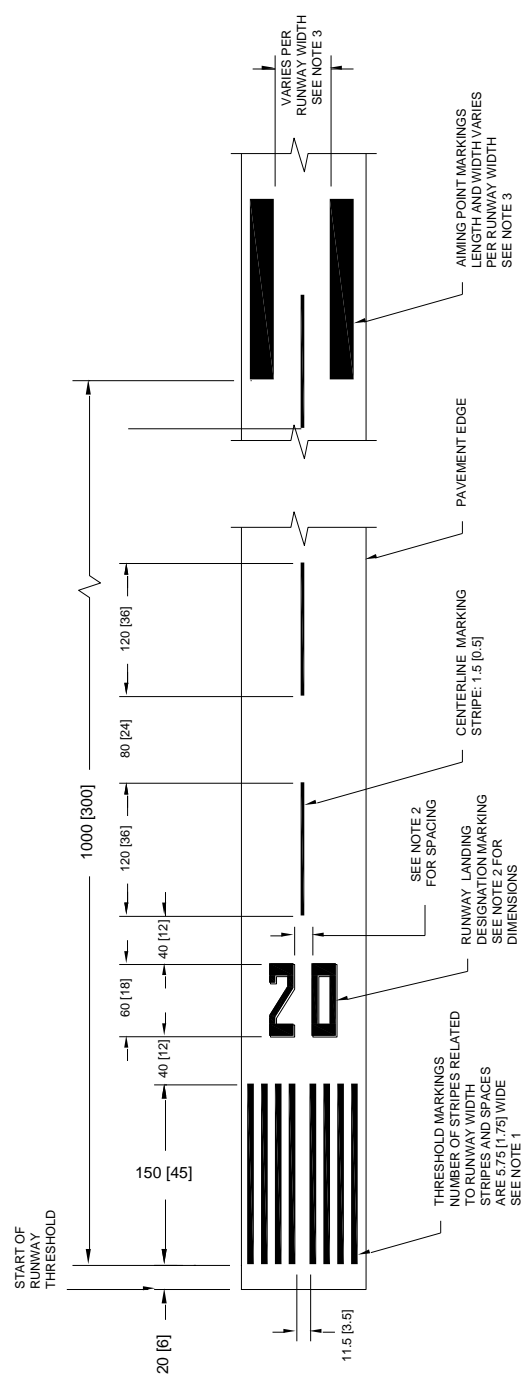 START OF
RUNWAY
THRESHOLD
20 [6]
150 [45]
40 [12]
60 [18]
40 [12]
120 [36]
80 [24]
120 [36]
1000 [300]
VARIES PER
RUNWAY WIDTH
SEE NOTE 3
20
11.5 [3.5]
THRESHOLD MARKINGS
NUMBER OF STRIPES RELATED
TO RUNWAY WIDTH
STRIPES AND SPACES
ARE 5.75 [1.75] WIDE
SEE NOTE 1
RUNWAY LANDING
DESIGNATION MARKING
SEE NOTE 2 FOR
DIMENSIONS
SEE NOTE 2
FOR SPACING
CENTERLINE MARKING
STRIPE: 1.5 [0.5]
PAVEMENT EDGE
AIMING POINT MARKINGS
LENGTH AND WIDTH VARIES
PER RUNWAY WIDTH
SEE NOTE 3